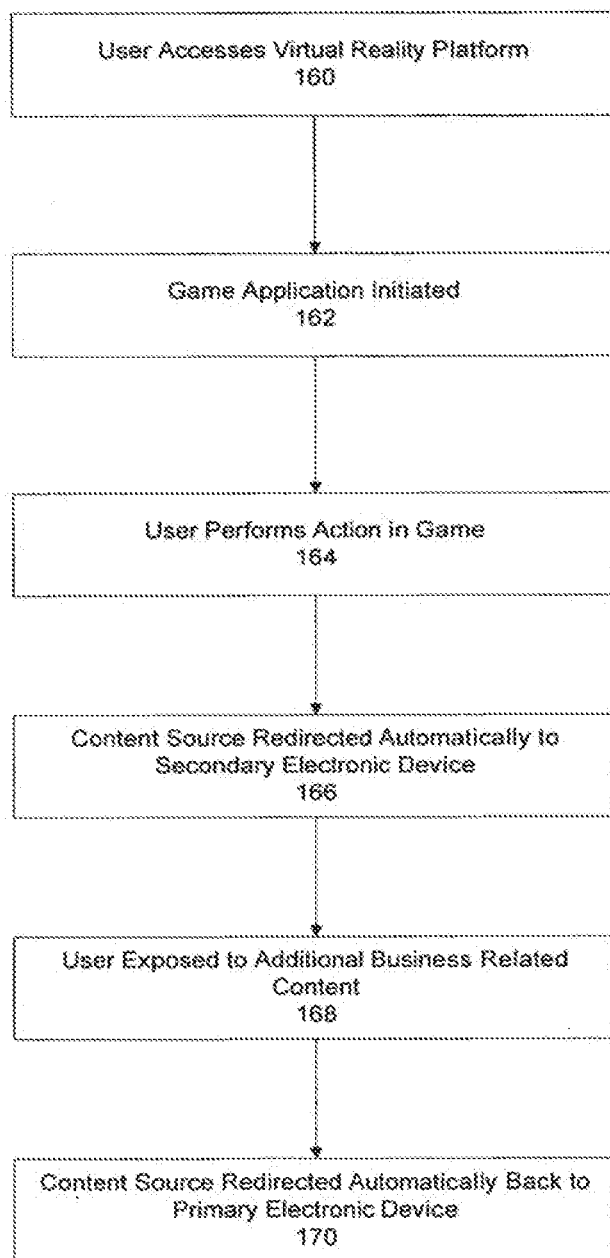 User Accesses Virtual Reality Platform
160
Game Application Initiated
162
User Performs Action in Game
164
Content Source Redirected Automatically to
Secondary Electronic Device
166
User Exposed to Additional Business Related
Content
168
Content Source Redirected Automatically Back to
Primary Electronic Device
170